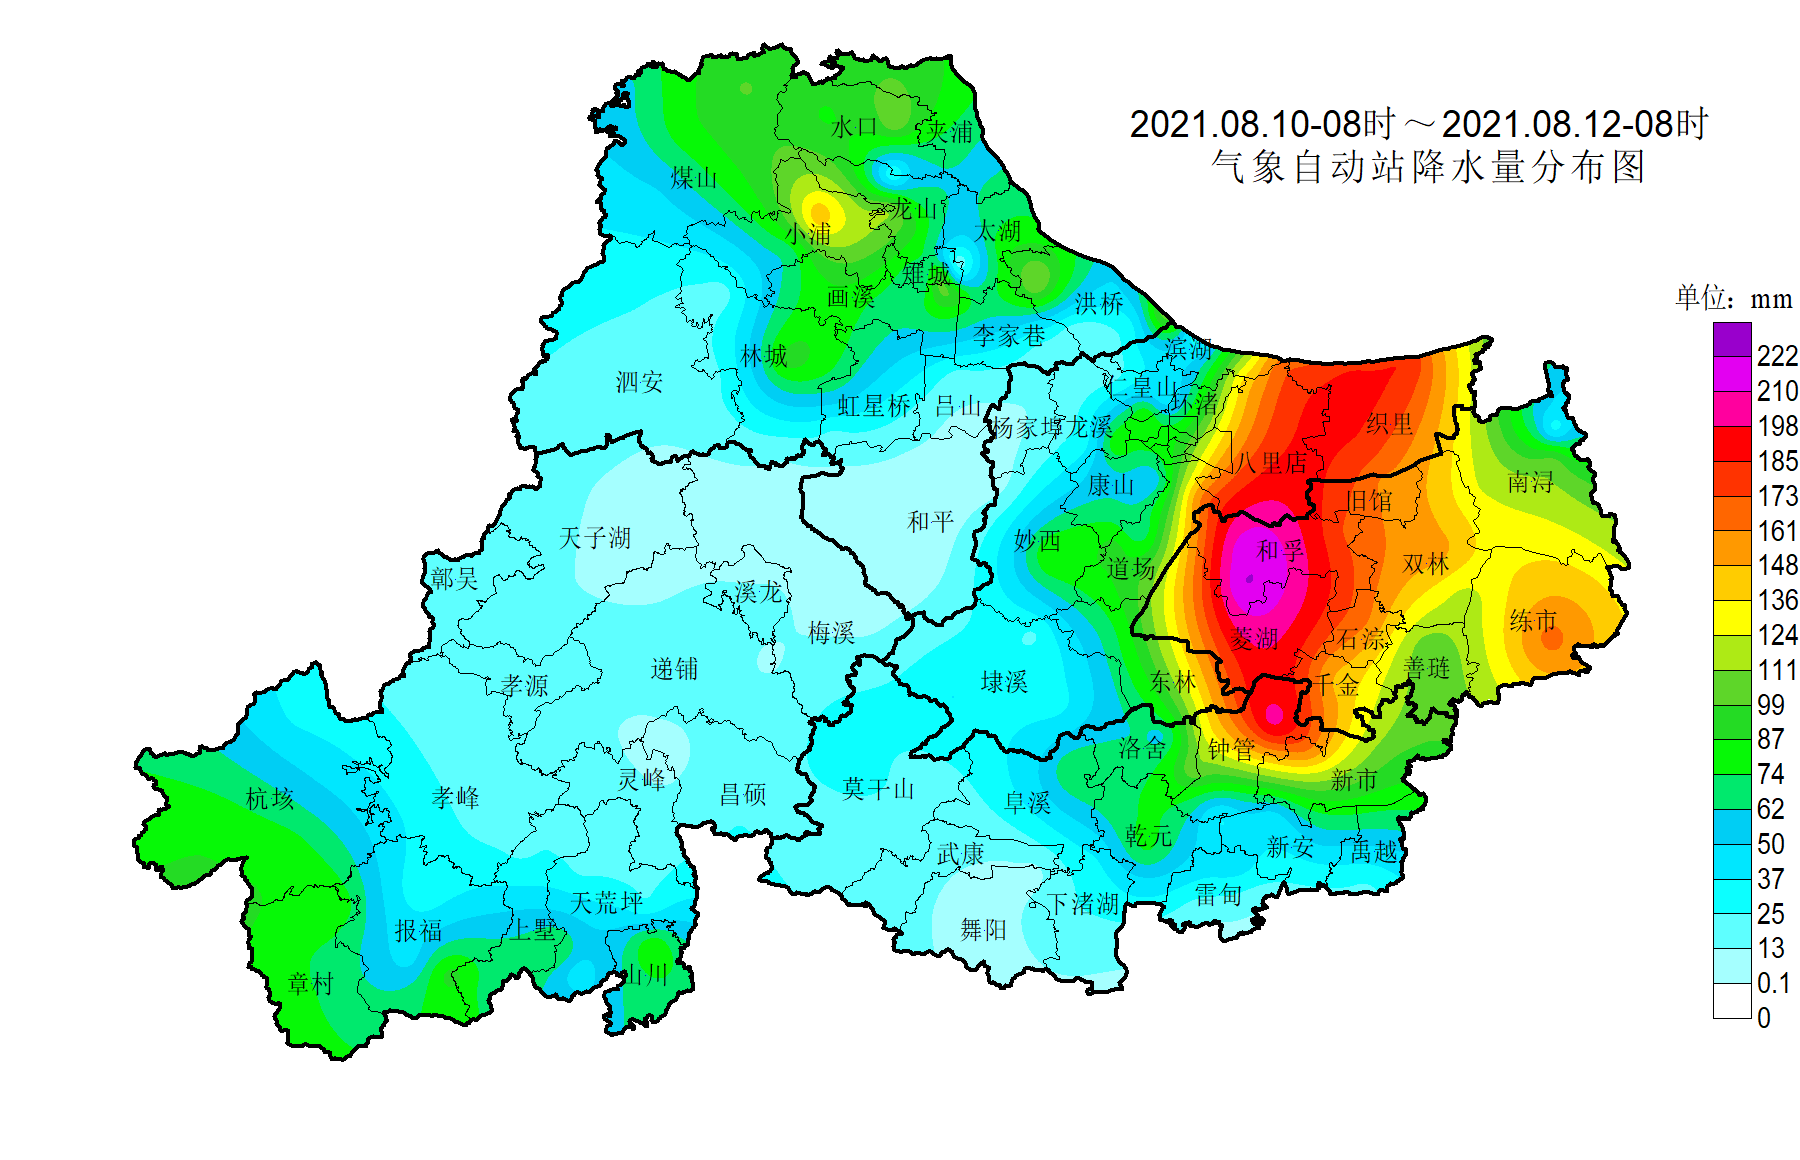 2021.08.10-08时～2021.08.12-08时
气象自动站降水量分布图
单位：mm
222
210
198
185
173
161
148
136
124
111
99
87
74
62
50
37
25
13
0.1
0
水口
夹浦
煤山
龙山
小浦
太湖
雉城
画溪
洪桥
李家巷
林城
泗安
虹星桥
吕山
滨湖
仁皇山
环渚
杨家埠
龙溪
织里
八里店
康山
南浔
旧馆
和平
天子湖
妙西
和孚
道场
双林
鄣吴
溪龙
梅溪
菱湖
石淙
练市
递铺
孝源
埭溪
东林
千金
善琏
洛舍
钟管
新市
灵峰
昌硕
莫干山
阜溪
杭垓
孝峰
乾元
武康
新安
禹越
天荒坪
下渚湖
雷甸
报福
上墅
舞阳
章村
山川